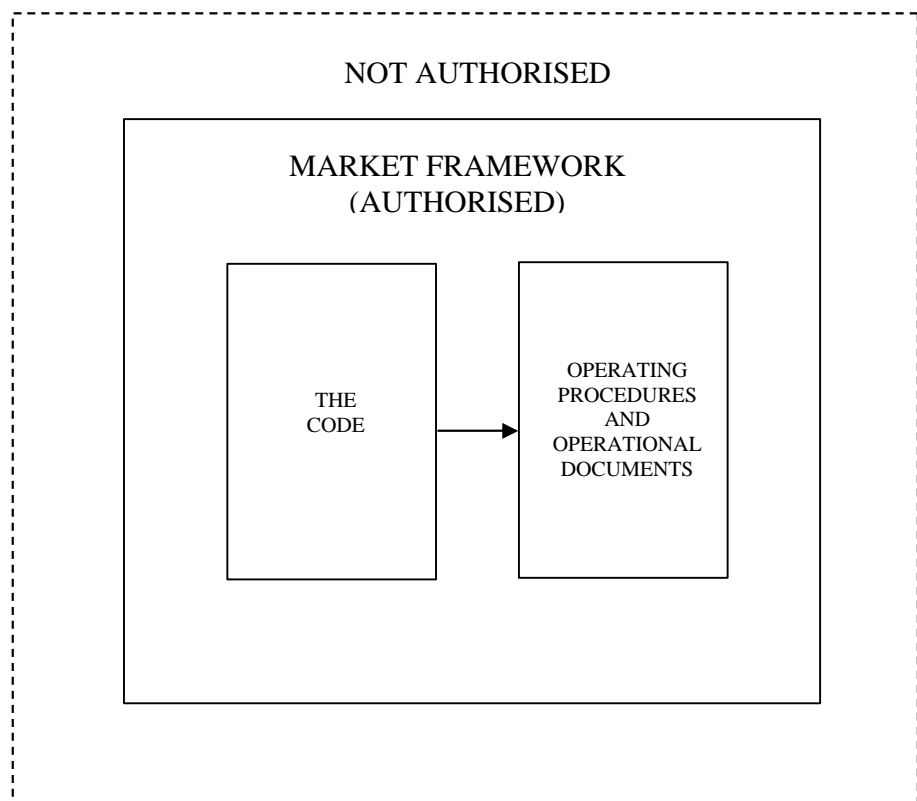 NOT AUTHORISED
MARKET FRAMEWORK
(AUTHORISED)
THE
CODE
OPERATING
PROCEDURES
AND
OPERATIONAL
DOCUMENTS